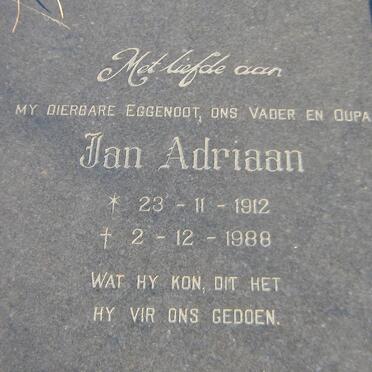 Met liefde aan
MY DIERBARE EGGENOOT, ONS VADER EN OUPA
Jan Adriaan
* 23 - 11 - 1912
† 2 - 12 - 1988
WAT HY KON, DIT HET
HY VIR ONS GEDOEN.